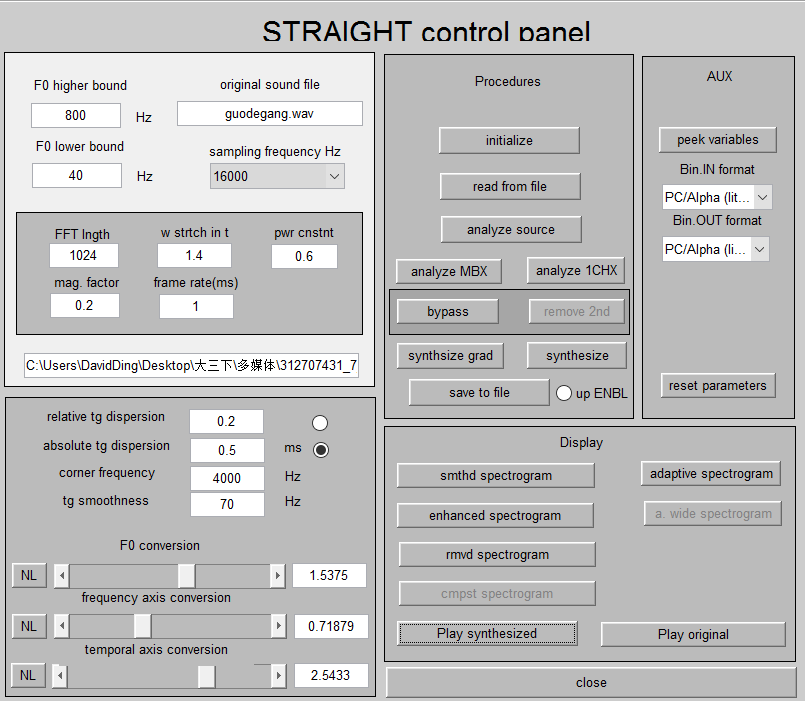 STRAIGHT control panel
F0 higher bound
original sound file
800
Hz
guodegang.wav
F0 lower bound
sampling frequency Hz
40
Hz
16000
FFT lngth
w strtch in t
pwr cnstnt
1024
1.4
0.6
mag. factor
frame rate(ms)
0.2
1
C:\Users\DavidDing\Desktop\大三下\多媒体\312707431_7
relative tg dispersion
0.2
absolute tg dispersion
0.5
ms
corner frequency
4000
Hz
tg smoothness
70
Hz
F0 conversion
NL
1.5375
frequency axis conversion
NL
0.71879
temporal axis conversion
NL
2.5433
Procedures
initialize
read from file
analyze source
analyze MBX
analyze 1CHX
bypass
remove 2nd
synthsize grad
synthesize
save to file
up ENBL
AUX
peek variables
Bin.IN format
PC/Alpha (lit...
Bin.OUT format
PC/Alpha (li...
reset parameters
Display
smthd spectrogram
adaptive spectrogram
enhanced spectrogram
a. wide spectrogram
rmvd spectrogram
cmpst spectrogram
Play synthesized
Play original
close